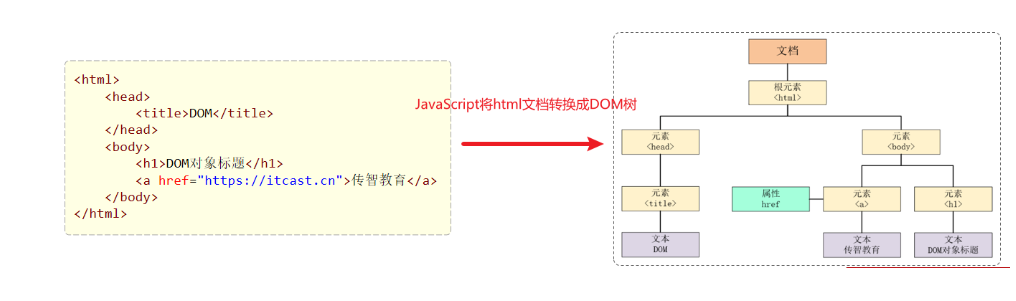 <html>
<head>
<title>DOM</title>
</head>
<body>
<h1>DOM对象标题</h1>
<a href="https://itcast.cn">传智教育</a>
</body>
</html>
JavaScript将html文档转换成DOM树
文档
根元素
<html>
元素
<head>
元素
<body>
元素
<title>
属性
href
元素
<a>
元素
<h1>
文本
DOM
文本
传智教育
文本
DOM对象标题